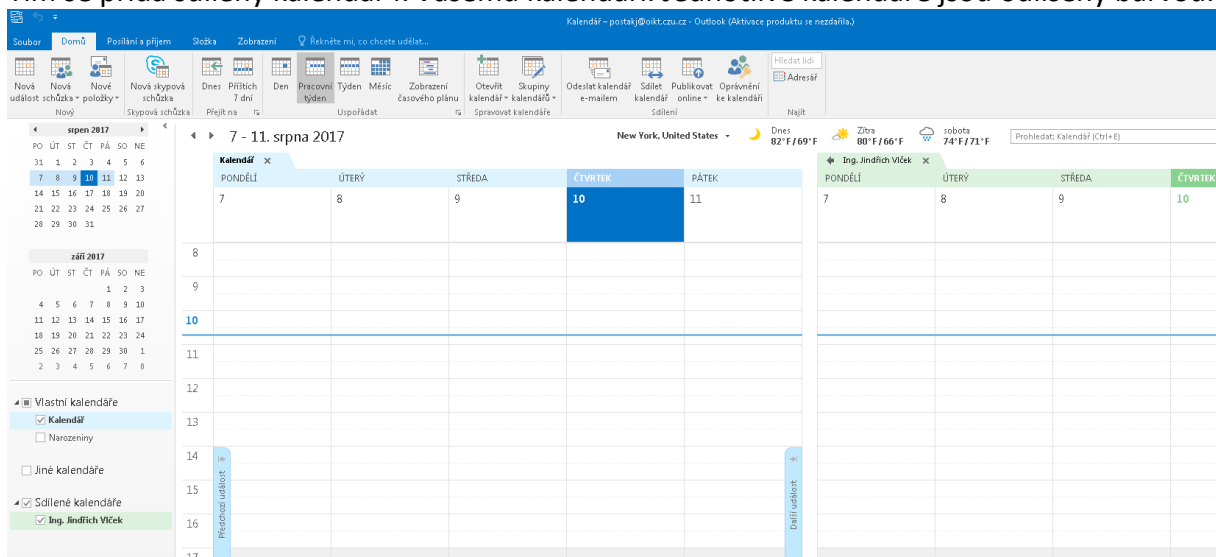 Kalendář – postakj@oikt.czu.cz - Outlook (Aktivace produktu se nezdařila.)
Soubor Domů Posílání a příjem Složka Zobrazení Řekněte mi, co chcete udělat...
Nová událost Nová schůzka Nové položky Nová skypová schůzka Dnes Příštích 7 dní Den Pracovní týden Týden Měsíc Zobrazení časového plánu Otevřít kalendář Skupiny kalendářů Odeslat kalendář e-mailem Sdílet kalendář Publikovat online Oprávnění ke kalendáři Hledat lidi Adresář
Nový Skypová schůzka Přejít na Uspořádat Spravovat kalendáře Sdílení Najít
srpen 2017
PO ÚT ST ČT PÁ SO NE
31 1 2 3 4 5 6
7 8 9 10 11 12 13
14 15 16 17 18 19 20
21 22 23 24 25 26 27
28 29 30 31
září 2017
PO ÚT ST ČT PÁ SO NE
1 2 3
4 5 6 7 8 9 10
11 12 13 14 15 16 17
18 19 20 21 22 23 24
25 26 27 28 29 30 1
2 3 4 5 6 7 8
Vlastní kalendáře
Kalendář
Narozeniny
Jiné kalendáře
Sdílené kalendáře
Ing. Jindřich Vlček
7 - 11. srpna 2017
New York, United States
Dnes
82°F/69°F
Zítra
80°F/66°F
sobota
74°F/71°F
Prohledat: Kalendář (Ctrl+E)
Kalendář
PONDĚLÍ ÚTERÝ STŘEDA ČTVRTEK PÁTEK
7 8 9 10 11
Ing. Jindřich Vlček
PONDĚLÍ ÚTERÝ STŘEDA ČTVRTEK
7 8 9 10
8
9
10
11
12
13
14
15
16
17
Předchozí událost
Další událost